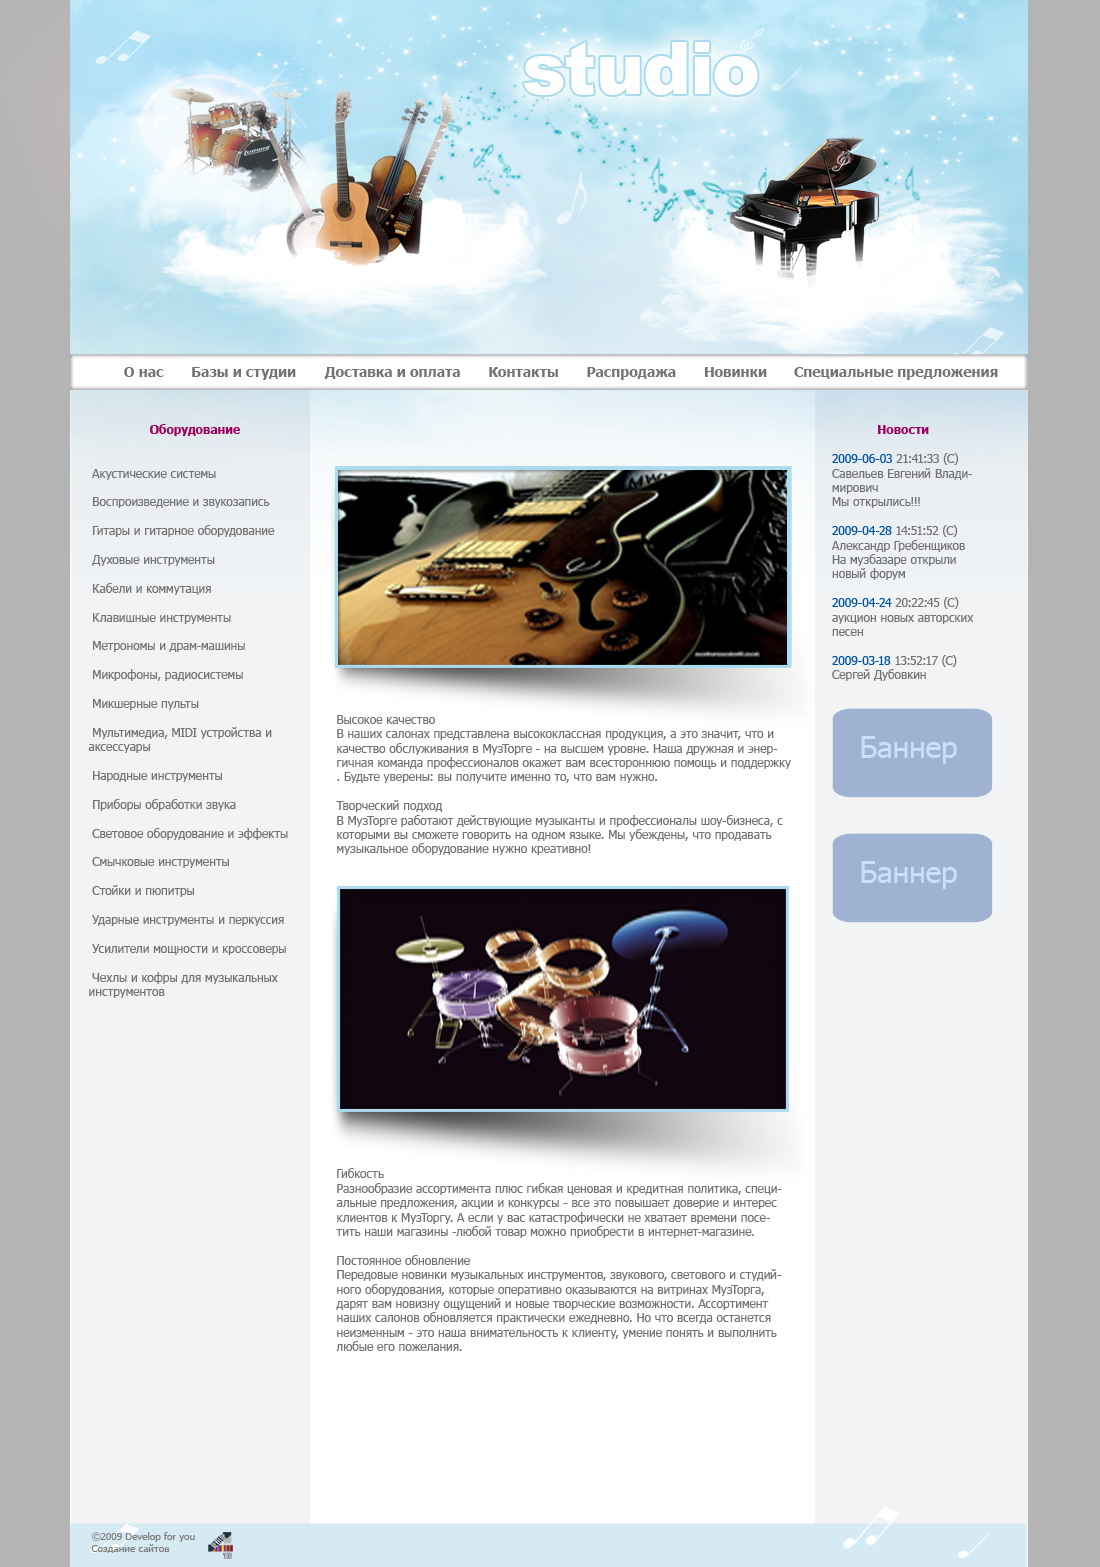 studio
О нас Базы и студии Доставка и оплата Контакты Распродажа Новинки Специальные предложения
Оборудование
Акустические системы
Воспроизведение и звукозапись
Гитары и гитарное оборудование
Духовые инструменты
Кабели и коммутация
Клавишные инструменты
Метрономы и драм-машины
Микрофоны, радиосистемы
Микшерные пульты
Мультимедиа, MIDI устройства и
аксессуары
Народные инструменты
Приборы обработки звука
Световое оборудование и эффекты
Смычковые инструменты
Стойки и пюпитры
Ударные инструменты и перкуссия
Усилители мощности и кроссоверы
Чехлы и кофры для музыкальных
инструментов
Высокое качество
В наших салонах представлена высококлассная продукция, а это значит, что и
качество обслуживания в МузТорге - на высшем уровне. Наша дружная и энер-
гичная команда профессионалов окажет вам всестороннюю помощь и поддержку
. Будьте уверены: вы получите именно то, что вам нужно.
Творческий подход
В МузТорге работают действующие музыканты и профессионалы шоу-бизнеса, с
которыми вы сможете говорить на одном языке. Мы убеждены, что продавать
музыкальное оборудование нужно креативно!
Гибкость
Разнообразие ассортимента плюс гибкая ценовая и кредитная политика, специ-
альные предложения, акции и конкурсы - все это повышает доверие и интерес
клиентов к МузТоргу. А если у вас катастрофически не хватает времени посе-
тить наши магазины -любой товар можно приобрести в интернет-магазине.
Постоянное обновление
Передовые новинки музыкальных инструментов, звукового, светового и студий-
ного оборудования, которые оперативно оказываются на витринах МузТорга,
дарят вам новизну ощущений и новые творческие возможности. Ассортимент
наших салонов обновляется практически ежедневно. Но что всегда останется
неизменным - это наша внимательность к клиенту, умение понять и выполнить
любые его пожелания.
Новости
2009-06-03 21:41:33 (С)
Савельев Евгений Влади-
мирович
Мы открылись!!!
2009-04-28 14:51:52 (С)
Александр Гребенщиков
На музбазаре открыли
новый форум
2009-04-24 20:22:45 (С)
аукцион новых авторских
песен
2009-03-18 13:52:17 (С)
Сергей Дубовкин
Баннер
Баннер
©2009 Develop for you
Создание сайтов
YOU